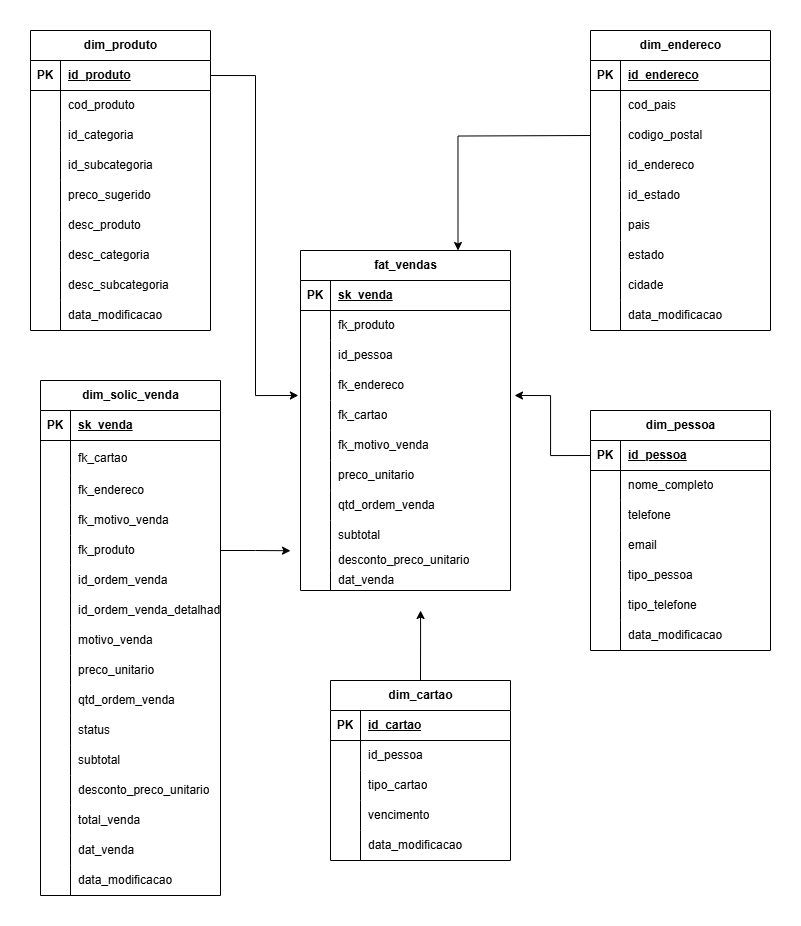 dim_produto
PK id_produto
cod_produto
id_categoria
id_subcategoria
preco_sugerido
desc_produto
desc_categoria
desc_subcategoria
data_modificacao
dim_endereco
PK id_endereco
cod_pais
codigo_postal
id_endereco
id_estado
pais
estado
cidade
data_modificacao
fat_vendas
PK sk_venda
fk_produto
id_pessoa
fk_endereco
fk_cartao
fk_motivo_venda
preco_unitario
qtd_ordem_venda
subtotal
desconto_preco_unitario
dat_venda
dim_solic_venda
PK sk_venda
fk_cartao
fk_endereco
fk_motivo_venda
fk_produto
id_ordem_venda
id_ordem_venda_detalhad
motivo_venda
preco_unitario
qtd_ordem_venda
status
subtotal
desconto_preco_unitario
total_venda
dat_venda
data_modificacao
dim_pessoa
PK id_pessoa
nome_completo
telefone
email
tipo_pessoa
tipo_telefone
data_modificacao
dim_cartao
PK id_cartao
id_pessoa
tipo_cartao
vencimento
data_modificacao